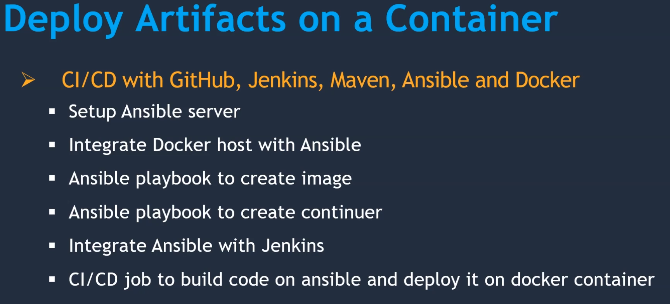 Deploy Artifacts on a Container
➢ CI/CD with GitHub, Jenkins, Maven, Ansible and Docker
▪ Setup Ansible server
▪ Integrate Docker host with Ansible
▪ Ansible playbook to create image
▪ Ansible playbook to create continuer
▪ Integrate Ansible with Jenkins
▪ CI/CD job to build code on ansible and deploy it on docker container